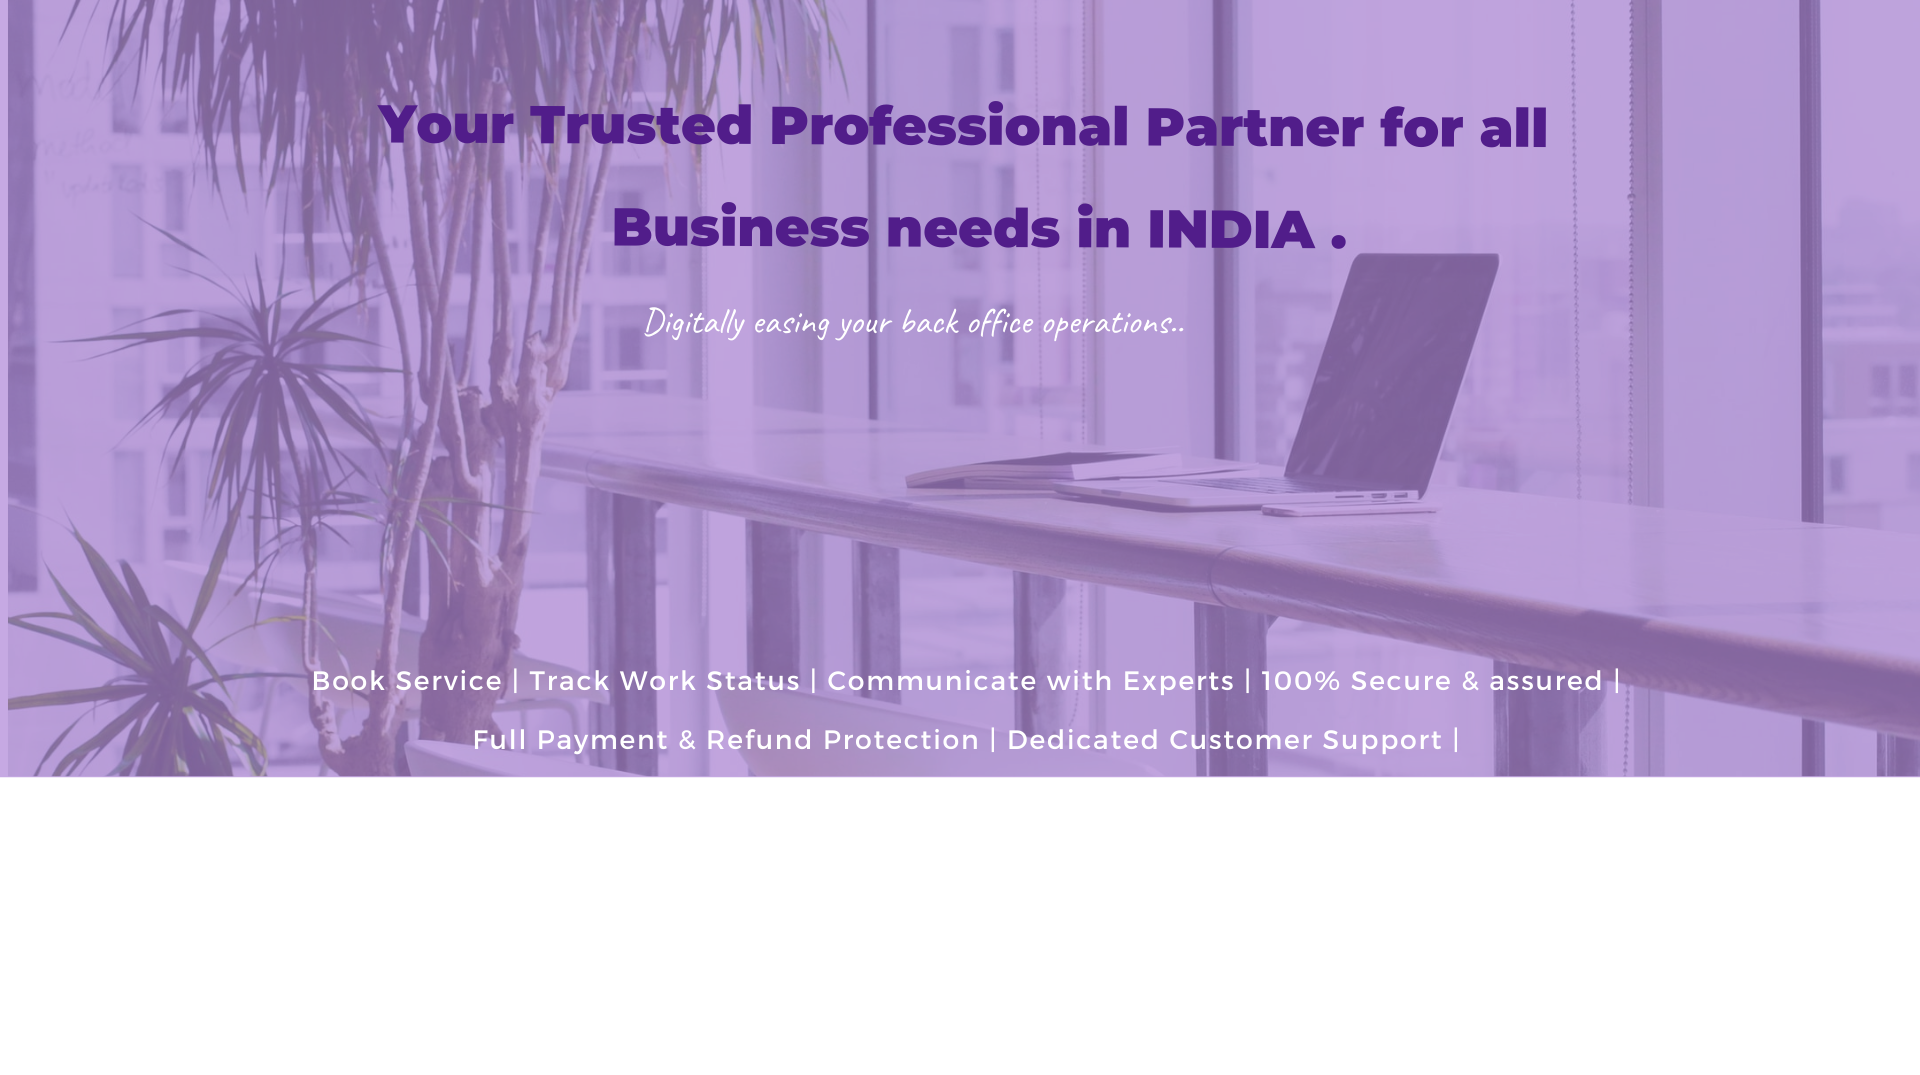 Your Trusted Professional Partner for all
Business needs in INDIA .
Digitally easing your back office operations..
Book Service | Track Work Status | Communicate with Experts | 100% Secure & assured |
Full Payment & Refund Protection | Dedicated Customer Support |